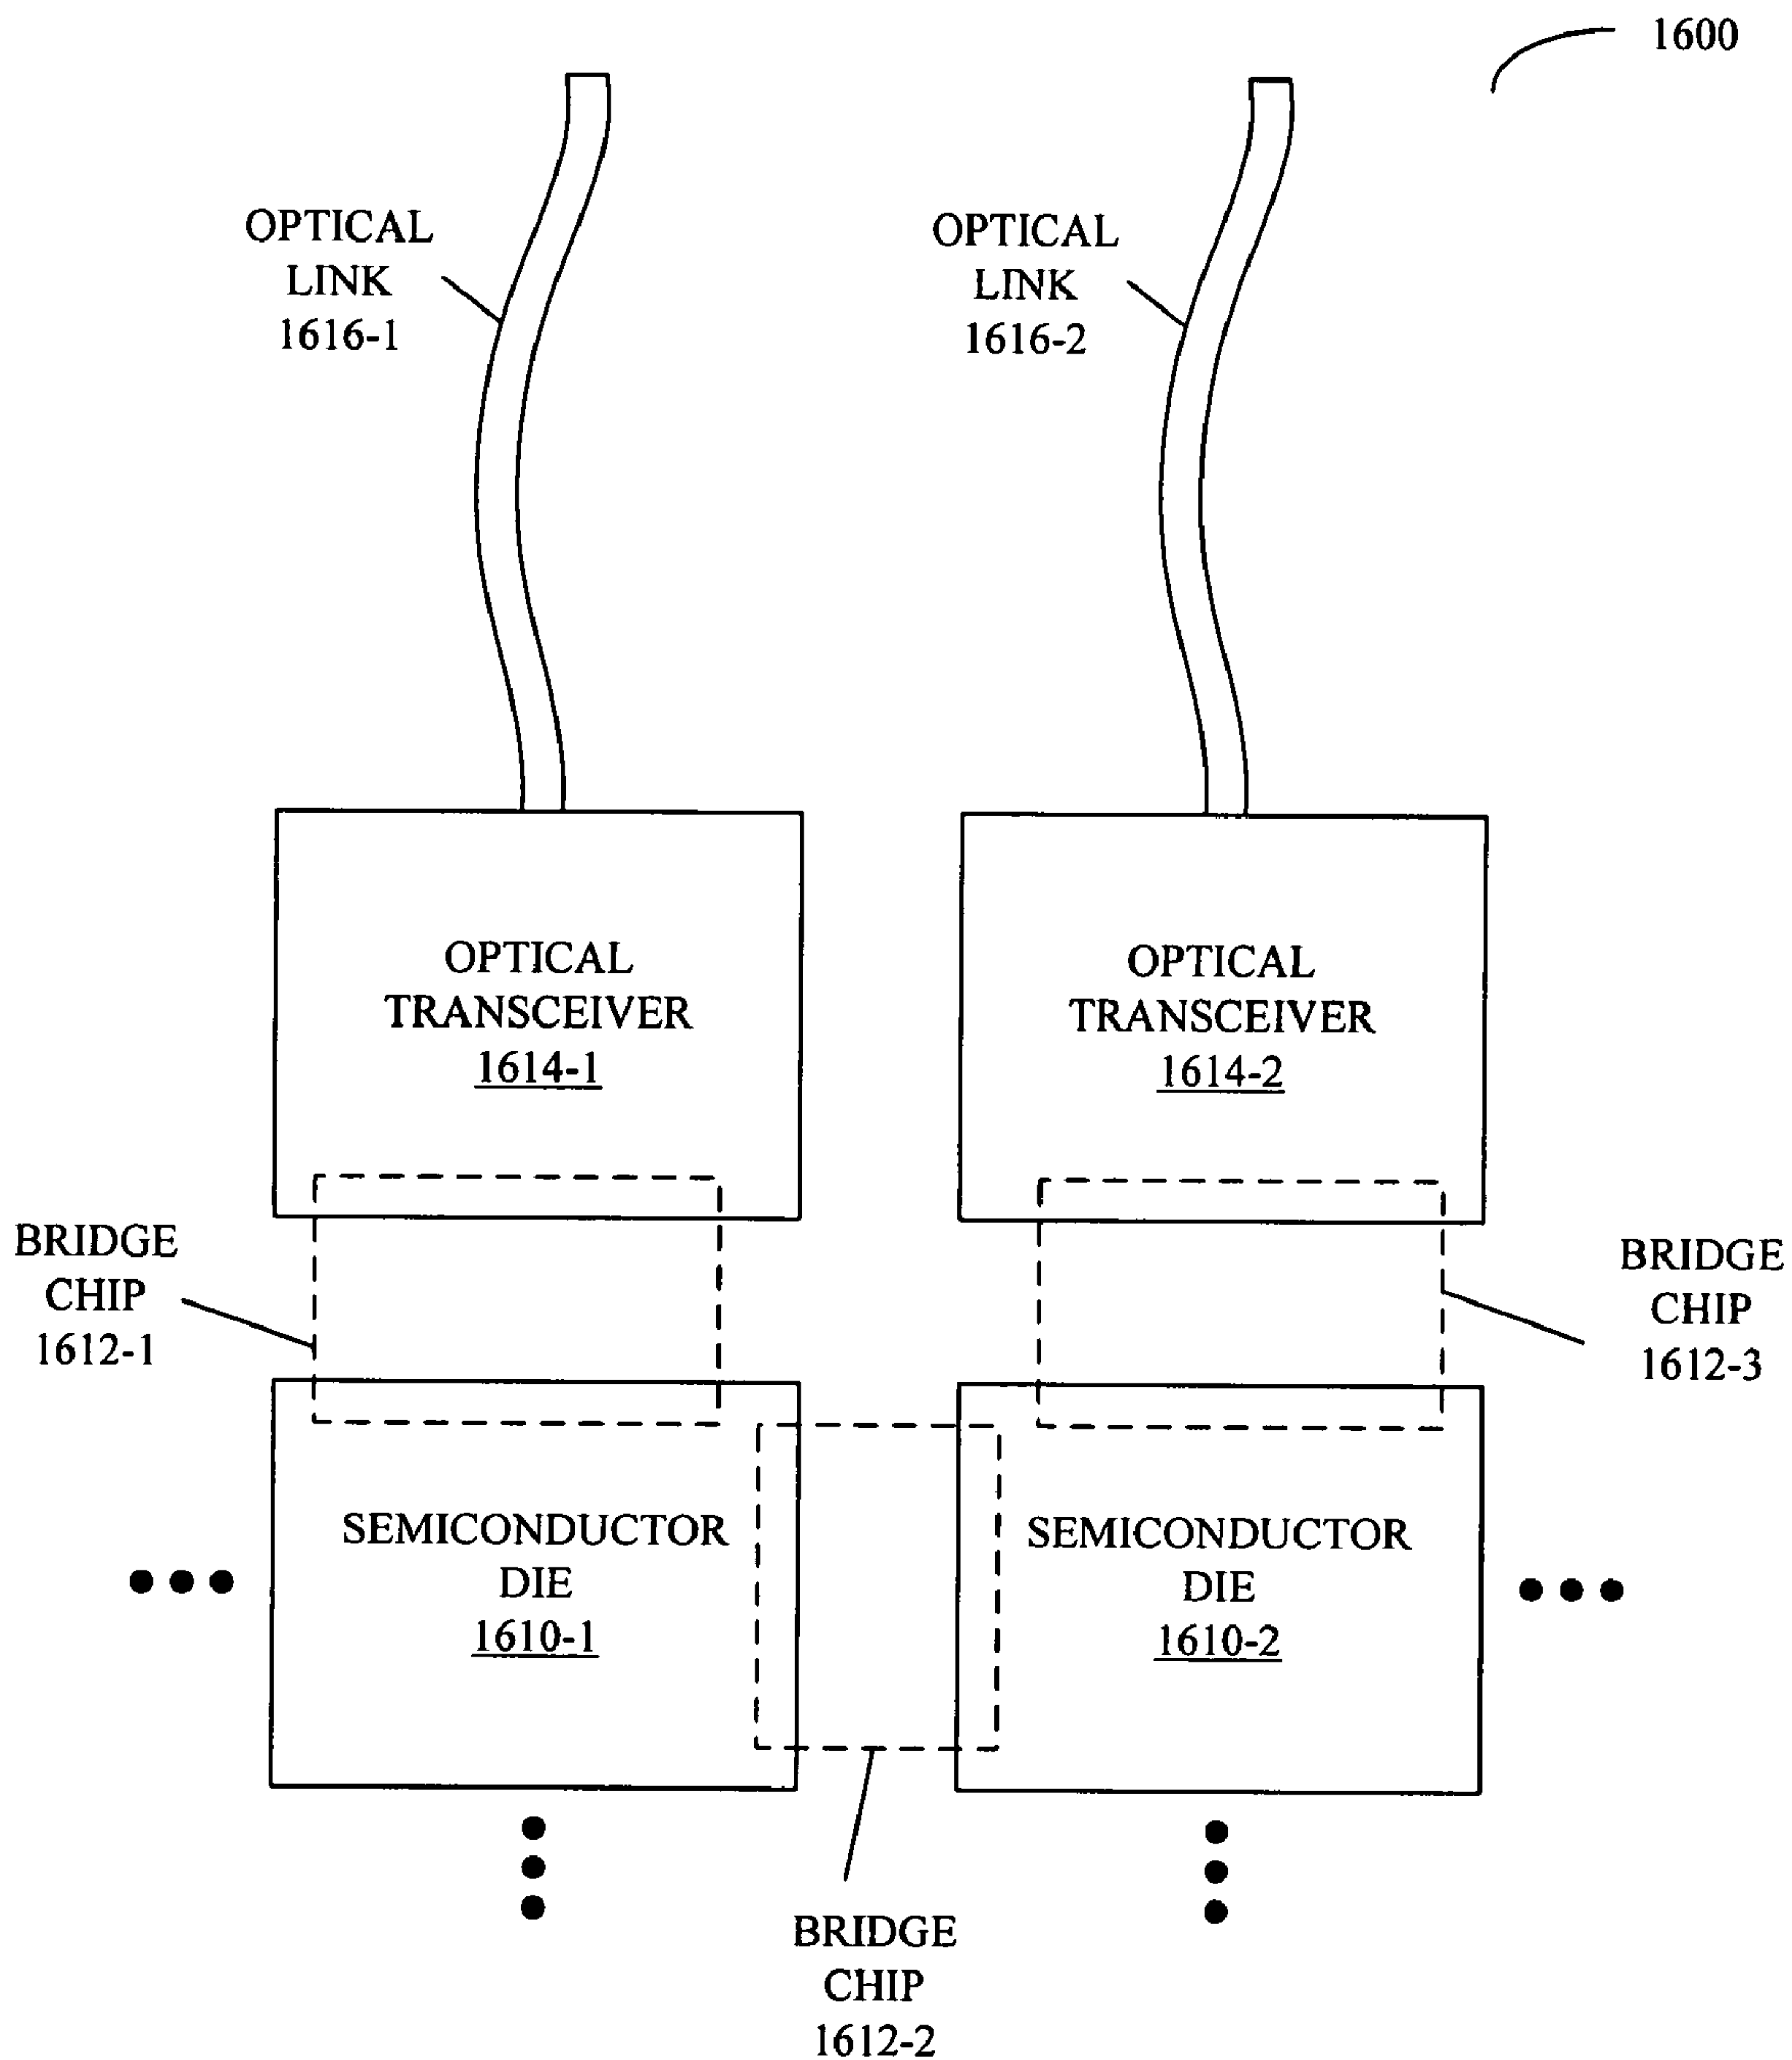 1600
OPTICAL
LINK
1616-1
OPTICAL
LINK
1616-2
OPTICAL
TRANSCEIVER
1614-1
OPTICAL
TRANSCEIVER
1614-2
BRIDGE
CHIP
1612-1
BRIDGE
CHIP
1612-3
SEMICONDUCTOR
DIE
1610-1
SEMICONDUCTOR
DIE
1610-2
BRIDGE
CHIP
1612-2